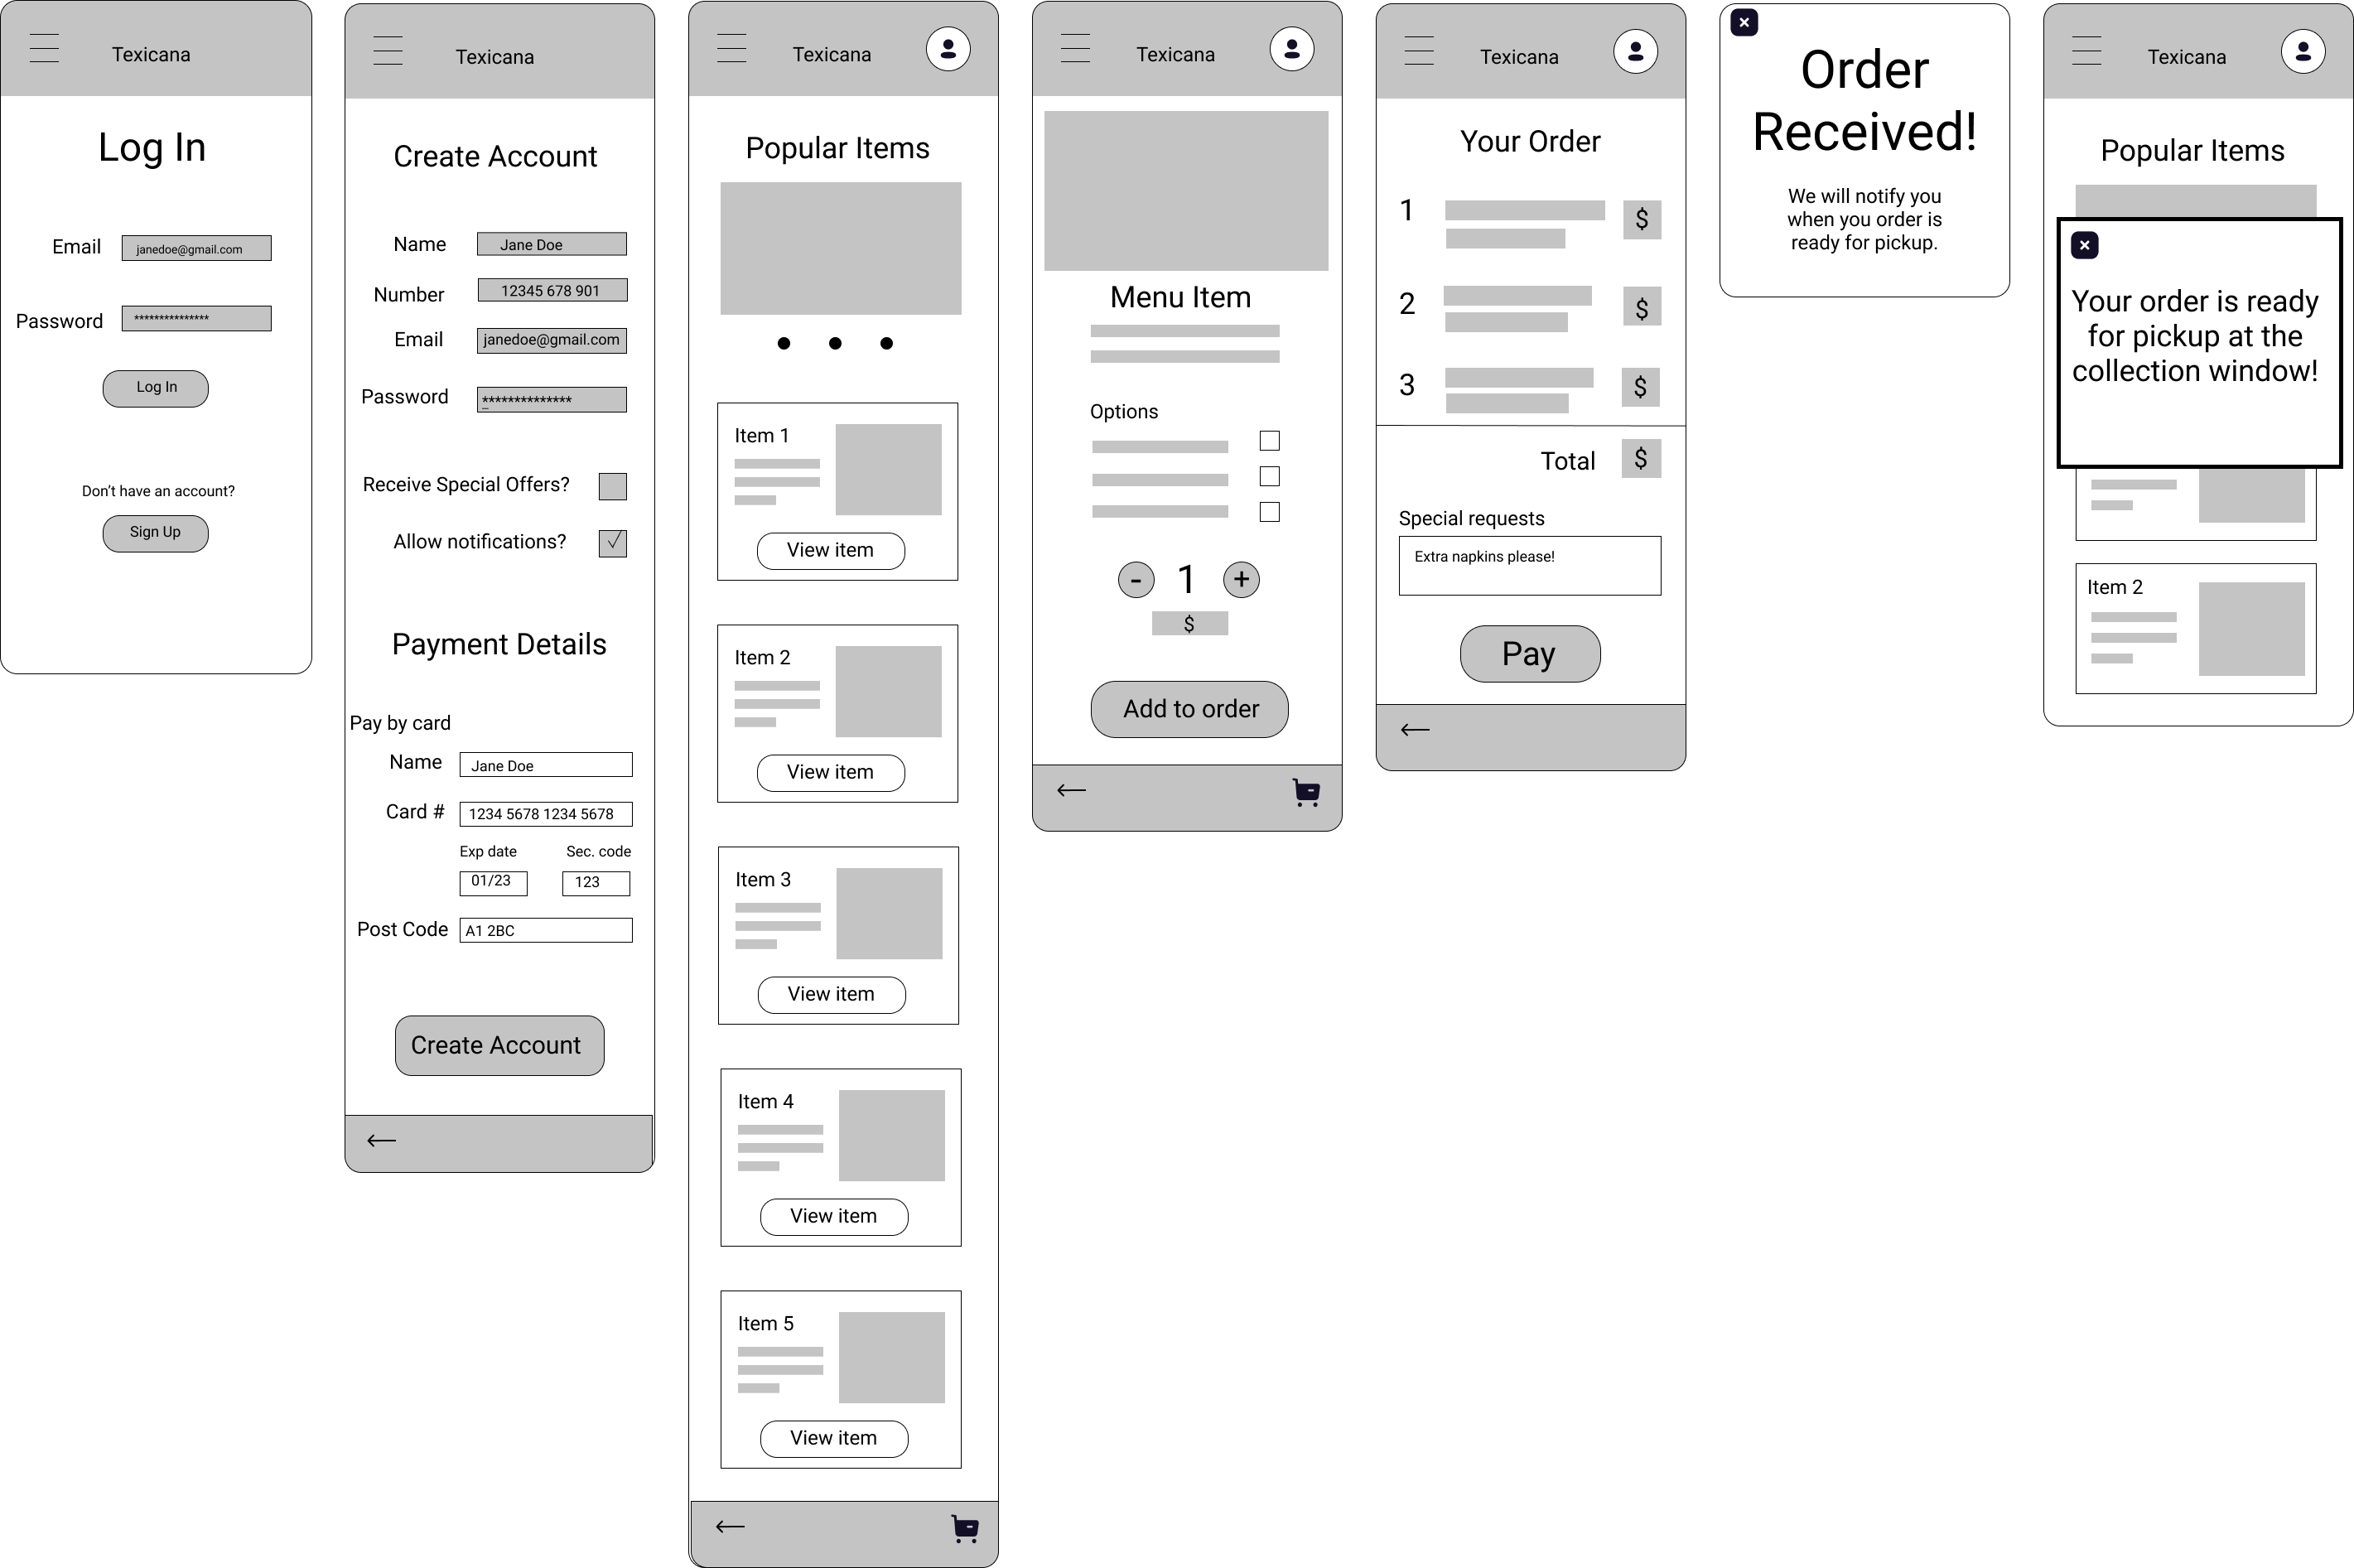 Texicana
Log In
Email
janedoe@gmail.com
Password
***************
Log In
Don't have an account?
Sign Up
Texicana
Create Account
Name
Jane Doe
Number
12345 678 901
Email
janedoe@gmail.com
Password
**************
Receive Special Offers?
Allow notifications?
Payment Details
Pay by card
Name
Jane Doe
Card #
1234 5678 1234 5678
Exp date
Sec. code
01/23
123
Post Code
A1 2BC
Create Account
Texicana
Popular Items
Item 1
View item
Item 2
View item
Item 3
View item
Item 4
View item
Item 5
View item
Texicana
Menu Item
Options
- 1 +
$
Add to order
Texicana
Your Order
1
$
2
$
3
$
Total
$
Special requests
Extra napkins please!
Pay
Order
Received!
We will notify you
when you order is
ready for pickup.
Texicana
Popular Items
Your order is ready
for pickup at the
collection window!
Item 2